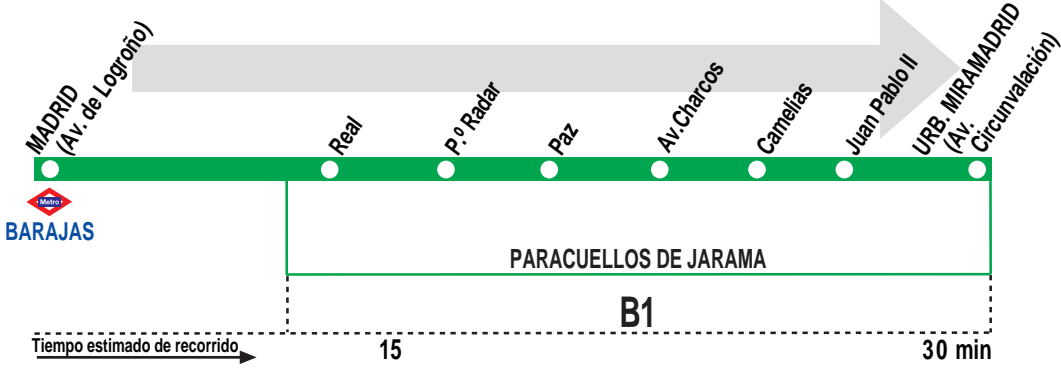 MADRID
(Av. de Logroño)
Real
P.º Radar
Paz
Av.Charcos
Camelias
Juan Pablo II
URB. MIRAMADRID
(Av.
Circunvalación)
Metro
BARAJAS
PARACUELLOS DE JARAMA
B1
Tiempo estimado de recorrido
15
30 min